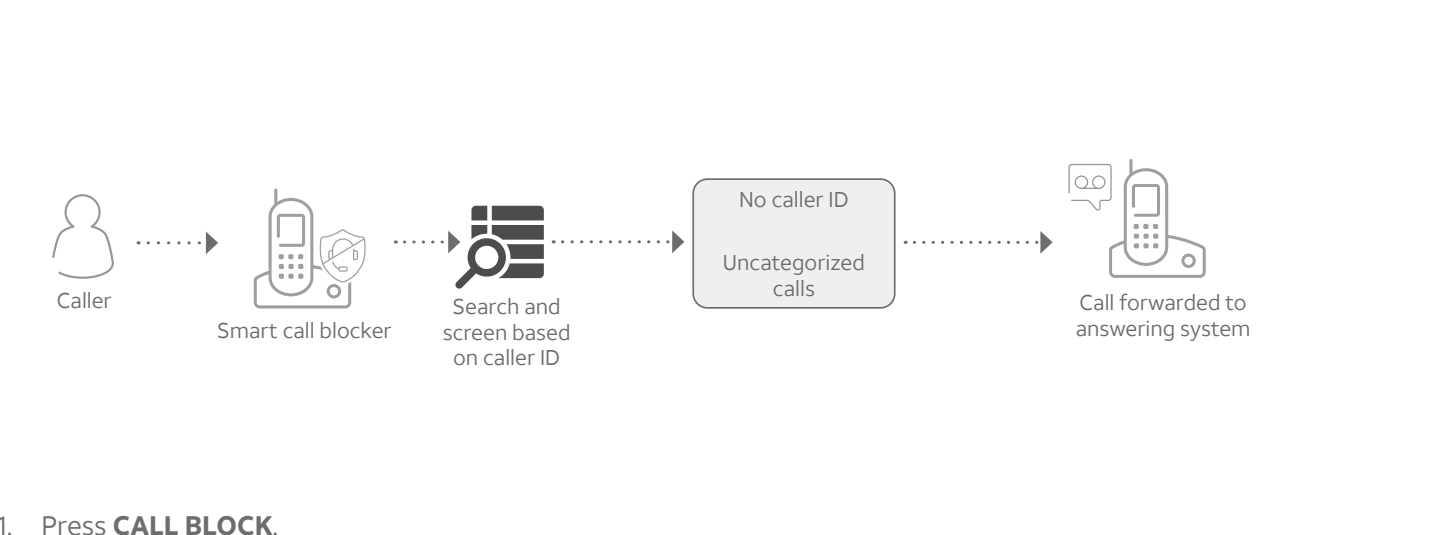 No caller ID
Uncategorized
calls
Caller
Smart call blocker
Search and
screen based
on caller ID
Call forwarded to
answering system
1. Press CALL BLOCK.